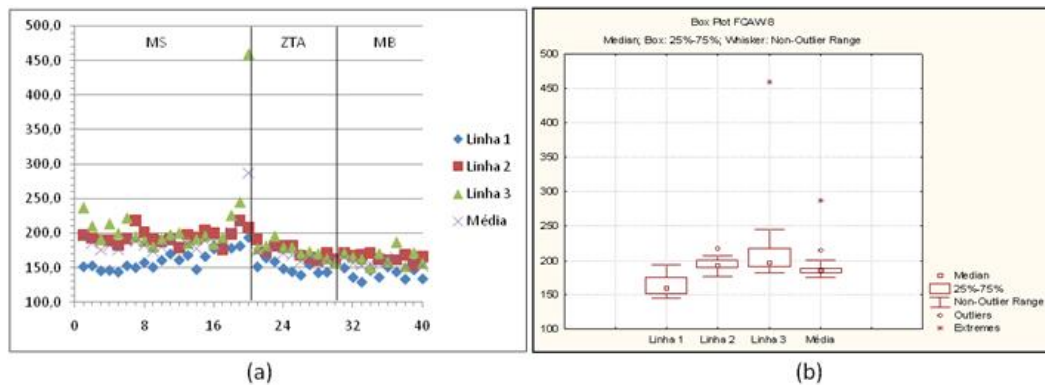 500,0
450,0
400,0
350,0
300,0
250,0
200,0
150,0
100,0
MS ZTA MB
Linha 1
Linha 2
Linha 3
Média
0 8 16 24 32 40
(a)
Box Plot FCAW-8
Median; Box: 25%-75%; Whisker: Non-Outlier Range
500
450
400
350
300
250
200
150
100
Linha 1 Linha 2 Linha 3 Média
Median
25%-75%
Non-Outlier Range
Outliers
Extremes
(b)